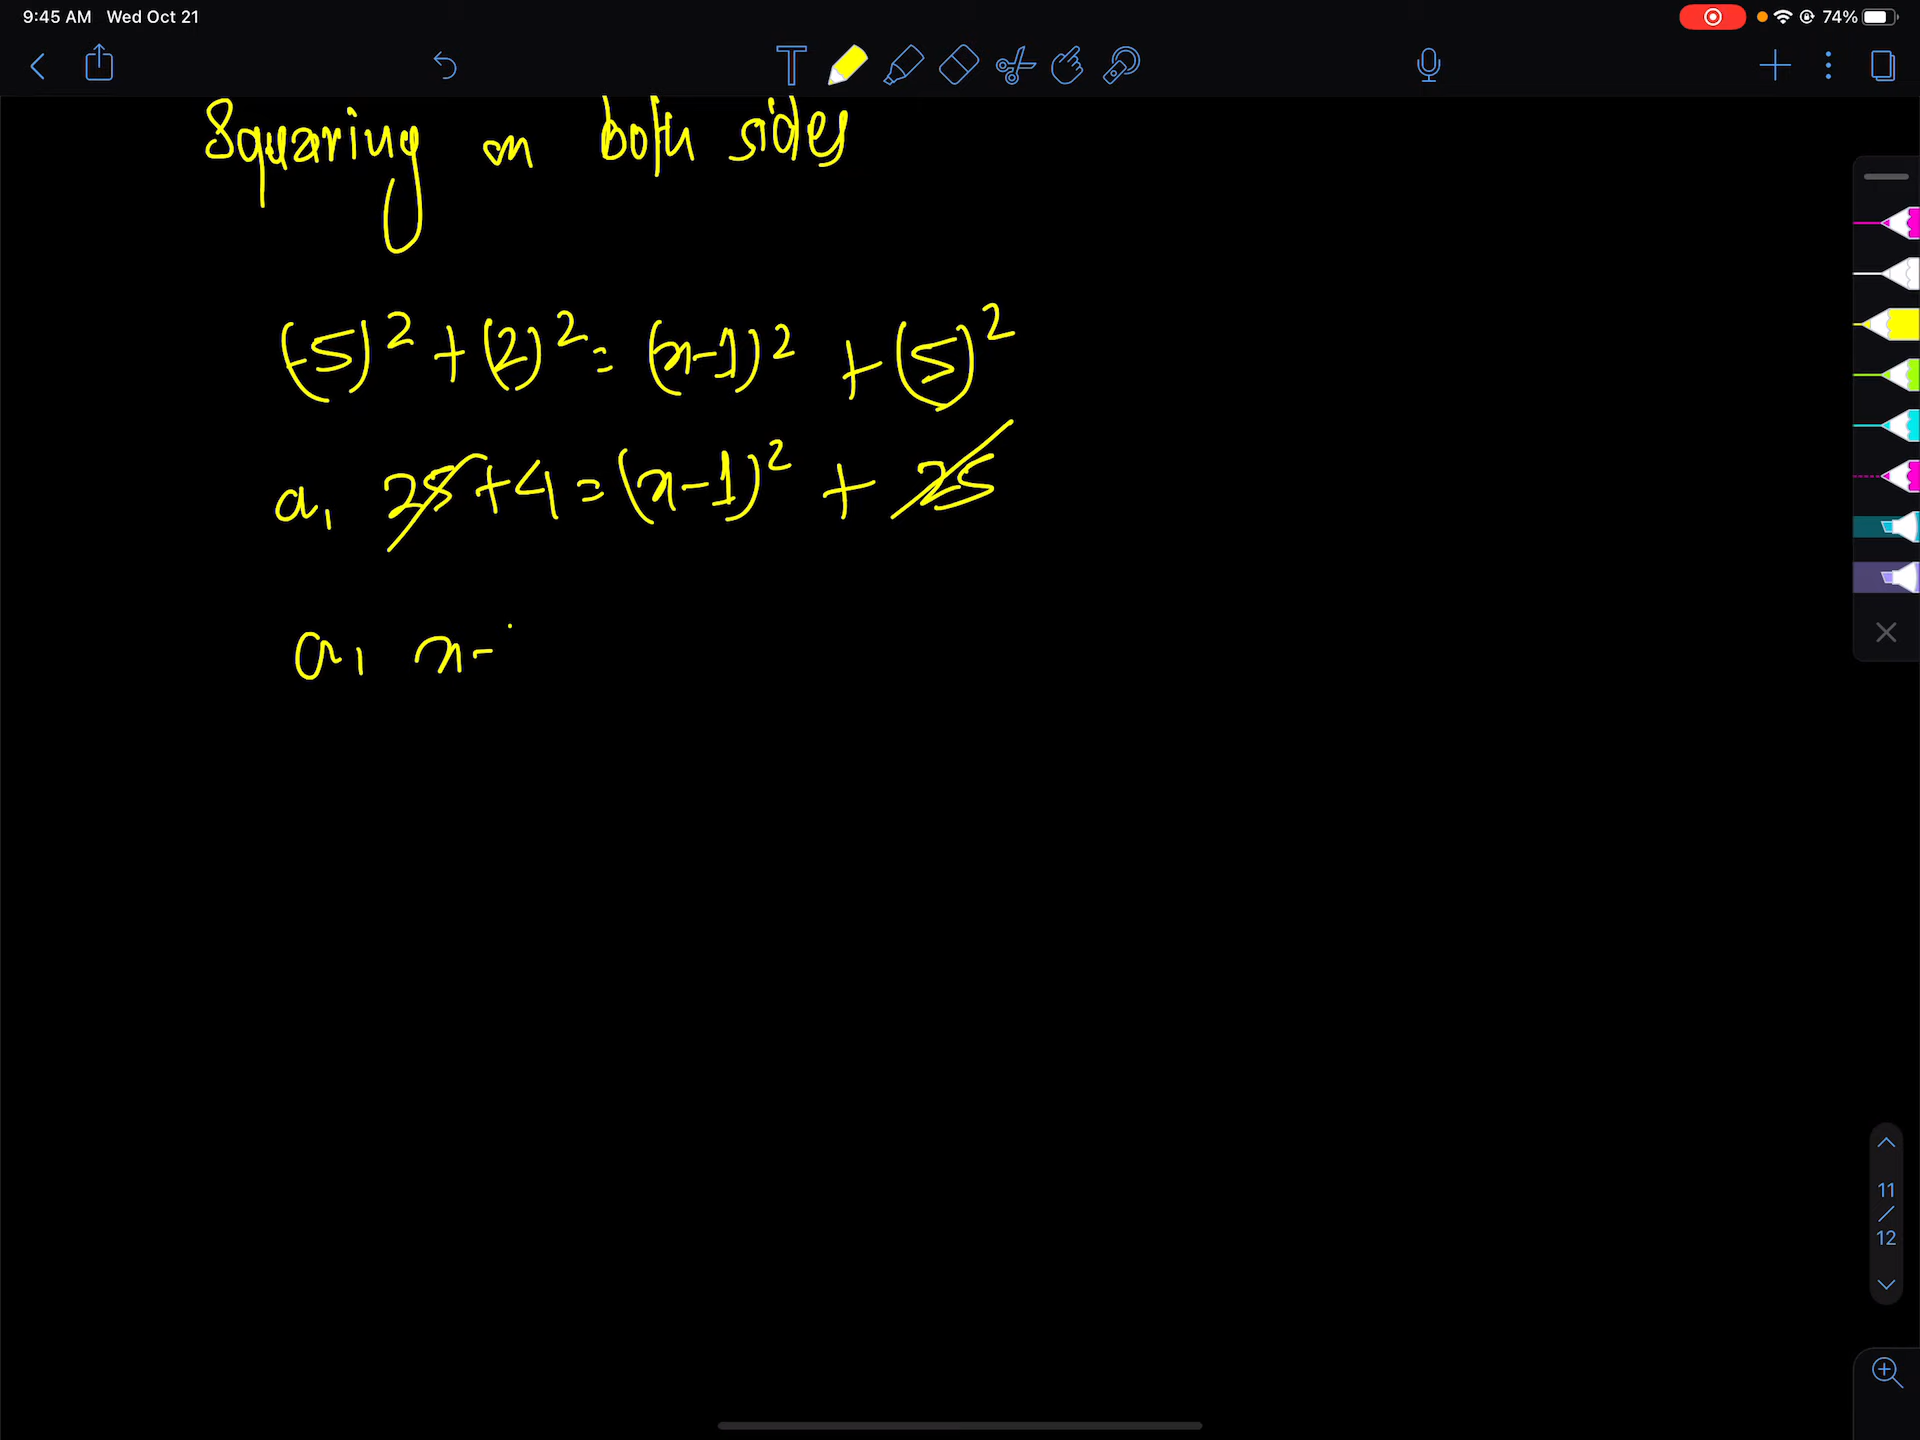 9:45 AM Wed Oct 21
74%
T
Squaring on both sides
(-5)² + (2)² = (x-1)² + (5)²
a, 25 + 4 = (x-1)² + 25
a, x-
11
/
12